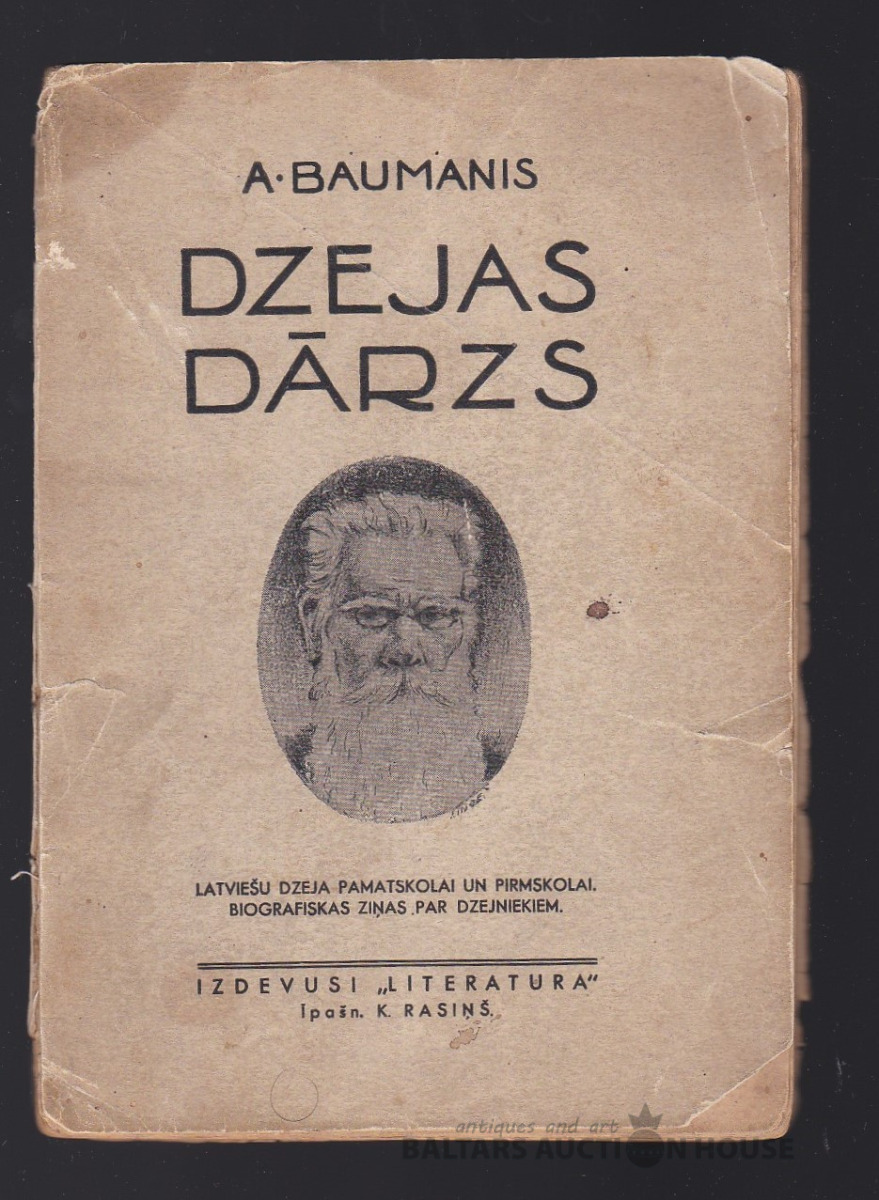 A·BAUMANIS
DZEJAS
DĀRZS
LATVIEŠU DZEJA PAMATSKOLAI UN PIRMSKOLAI.
BIOGRAFISKAS ZIŅAS PAR DZEJNIEKIEM.
IZDEVUSI „LITERATURA“
Īpašn. K. RASIŅŠ.
antiques and art
BALTARS AUCTION HOUSE